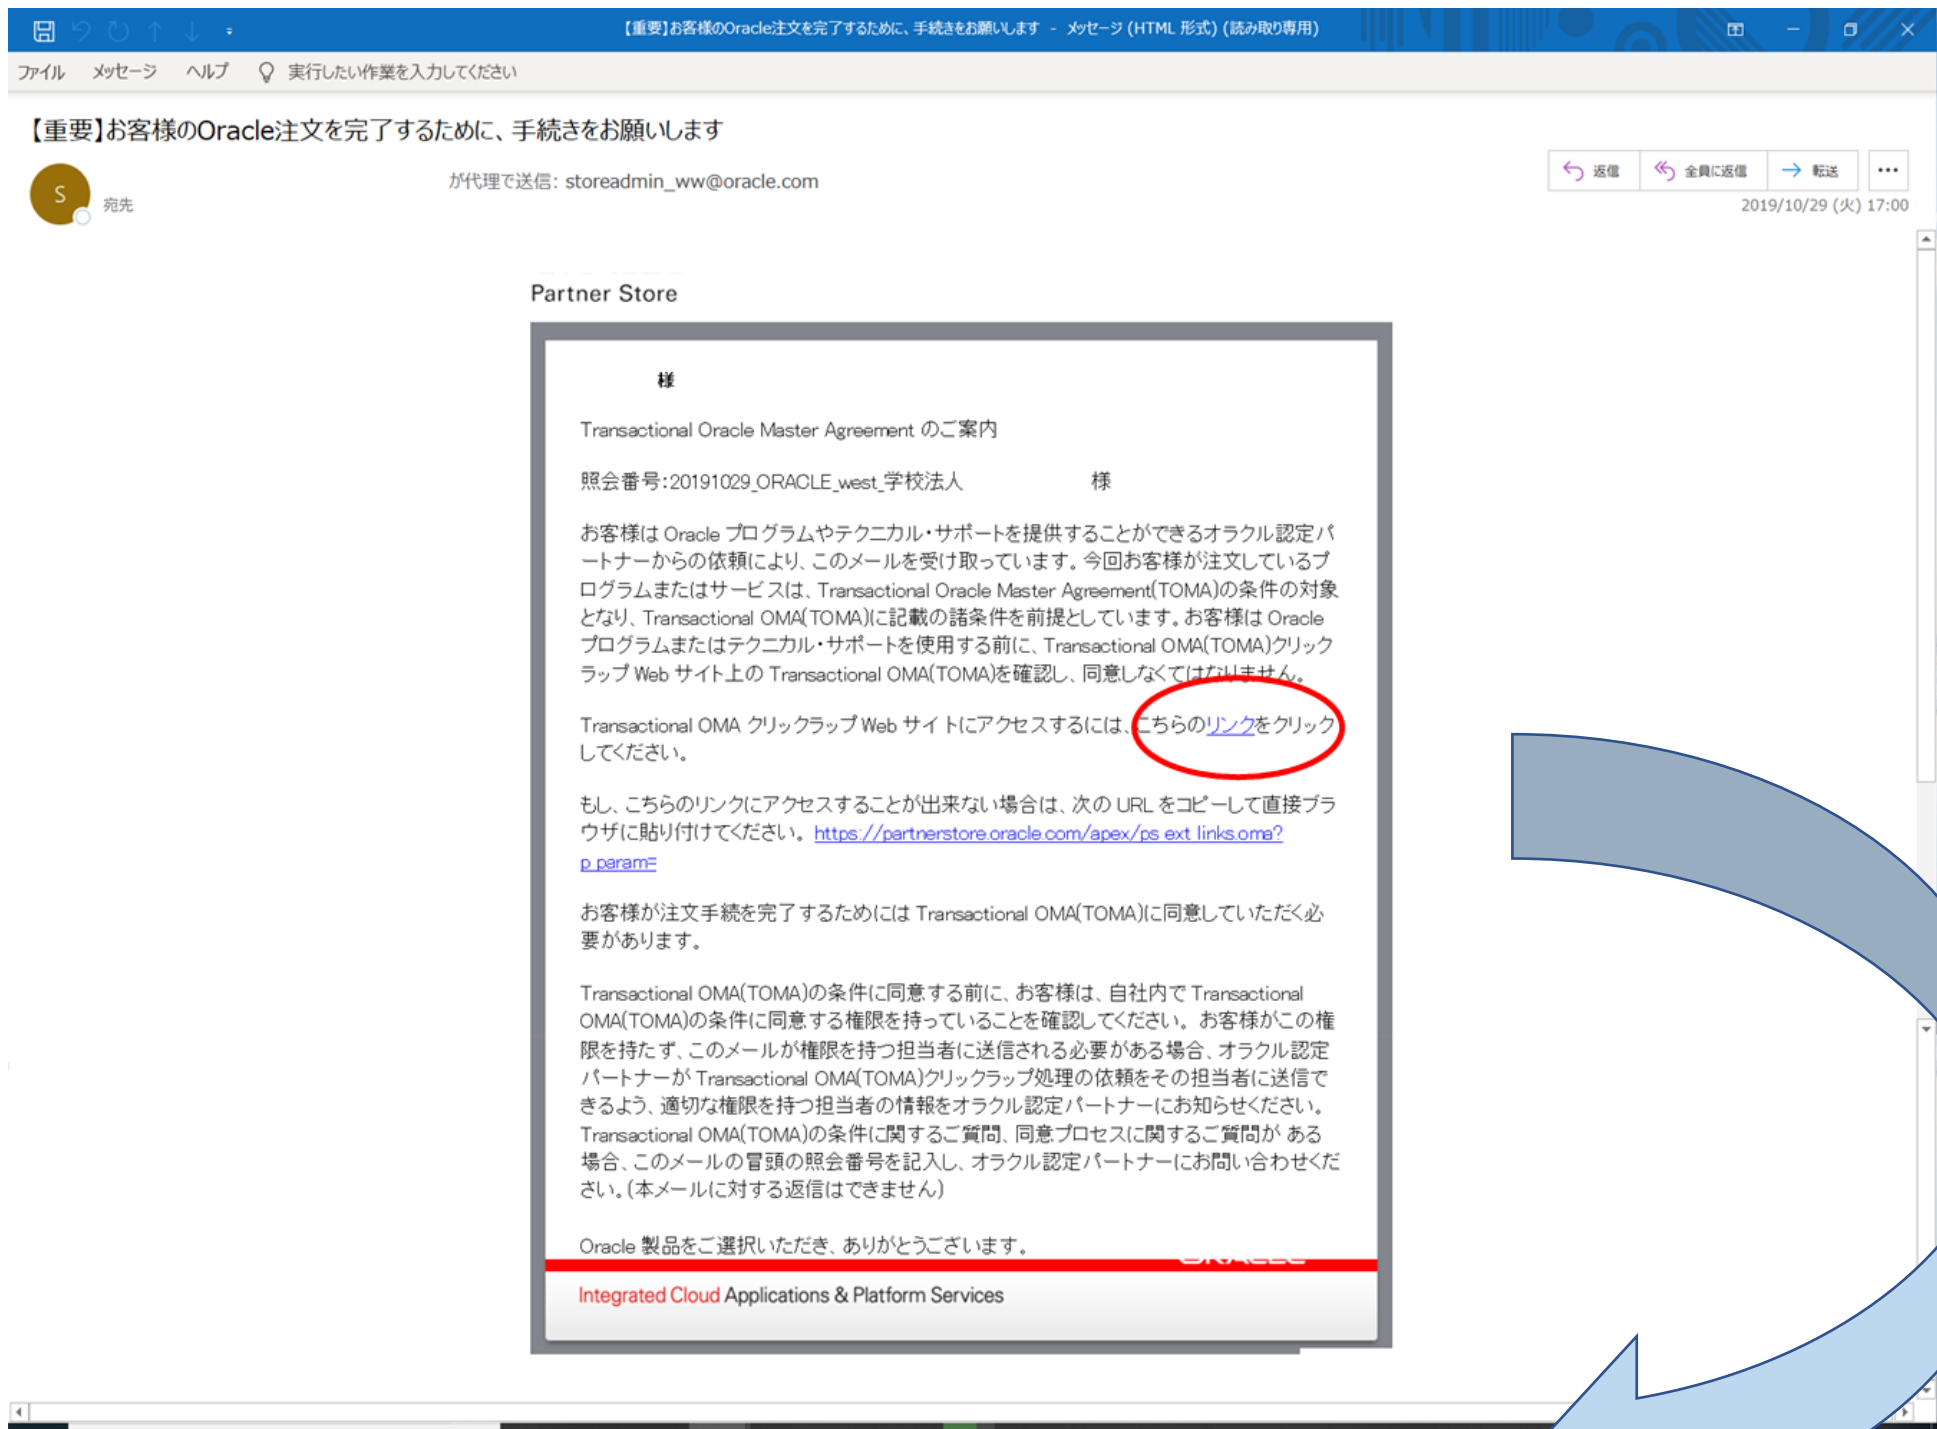 【重要】お客様のOracle注文を完了するために、手続きをお願いします - メッセージ (HTML 形式) (読み取り専用)
ファイル メッセージ ヘルプ 実行したい作業を入力してください
【重要】お客様のOracle注文を完了するために、手続きをお願いします
S
が代理で送信: storeadmin_ww@oracle.com
宛先
返信 全員に返信 転送
2019/10/29 (火) 17:00
Partner Store
様
Transactional Oracle Master Agreement のご案内
照会番号:20191029_ORACLE_west_学校法人 様
お客様は Oracle プログラムやテクニカル・サポートを提供することができるオラクル認定パ
ートナーからの依頼により、このメールを受け取っています。今回お客様が注文しているプ
ログラムまたはサービスは、Transactional Oracle Master Agreement(TOMA)の条件の対象
となり、Transactional OMA(TOMA)に記載の諸条件を前提としています。お客様は Oracle
プログラムまたはテクニカル・サポートを使用する前に、Transactional OMA(TOMA)クリック
ラップ Web サイト上の Transactional OMA(TOMA)を確認し、同意しなくてはなりません。
Transactional OMA クリックラップ Web サイトにアクセスするには、こちらのリンクをクリック
してください。
もし、こちらのリンクにアクセスすることが出来ない場合は、次の URL をコピーして直接ブラ
ウザに貼り付けてください。 https://partnerstore.oracle.com/apex/ps_ext_links.oma?
p_param=
お客様が注文手続を完了するためには Transactional OMA(TOMA)に同意していただく必
要があります。
Transactional OMA(TOMA)の条件に同意する前に、お客様は、自社内で Transactional
OMA(TOMA)の条件に同意する権限を持っていることを確認してください。お客様がこの権
限を持たず、このメールが権限を持つ担当者に送信される必要がある場合、オラクル認定
パートナーが Transactional OMA(TOMA)クリックラップ処理の依頼をその担当者に送信で
きるよう、適切な権限を持つ担当者の情報をオラクル認定パートナーにお知らせください。
Transactional OMA(TOMA)の条件に関するご質問、同意プロセスに関するご質問が ある
場合、このメールの冒頭の照会番号を記入し、オラクル認定パートナーにお問い合わせくだ
さい。(本メールに対する返信はできません)
Oracle 製品をご選択いただき、ありがとうございます。
Integrated Cloud Applications & Platform Services